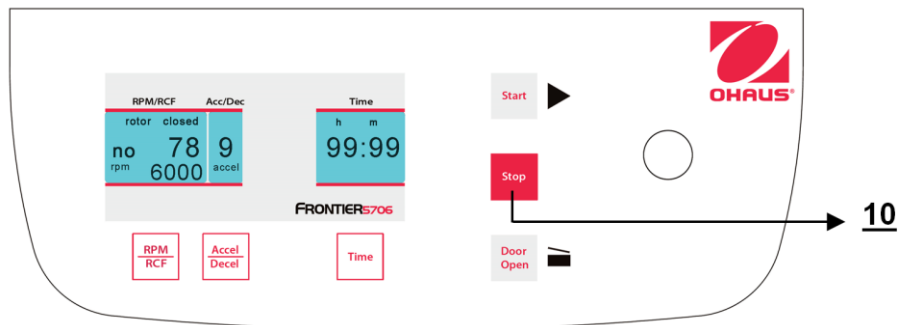 RPM/RCF Acc/Dec Time
rotor closed
h m
no 78 9 99:99
rpm 6000 accel
FRONTIER5706
RPM
RCF
Accel
Decel
Time
Start
Stop
Door
Open
OHAUS®
10